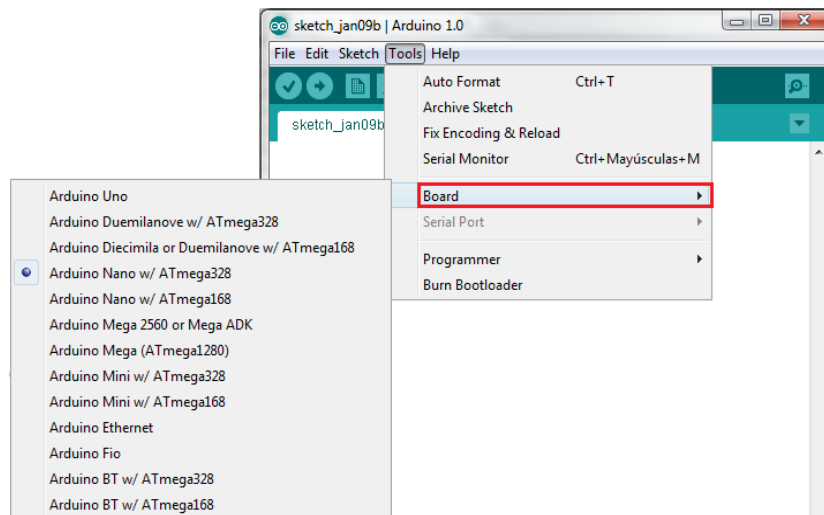 sketch_jan09b | Arduino 1.0
File Edit Sketch Tools Help
sketch_jan09b
Auto Format Ctrl+T
Archive Sketch
Fix Encoding & Reload
Serial Monitor Ctrl+Mayúsculas+M
Board
Serial Port
Programmer
Burn Bootloader
Arduino Uno
Arduino Duemilanove w/ ATmega328
Arduino Diecimila or Duemilanove w/ ATmega168
Arduino Nano w/ ATmega328
Arduino Nano w/ ATmega168
Arduino Mega 2560 or Mega ADK
Arduino Mega (ATmega1280)
Arduino Mini w/ ATmega328
Arduino Mini w/ ATmega168
Arduino Ethernet
Arduino Fio
Arduino BT w/ ATmega328
Arduino BT w/ ATmega168